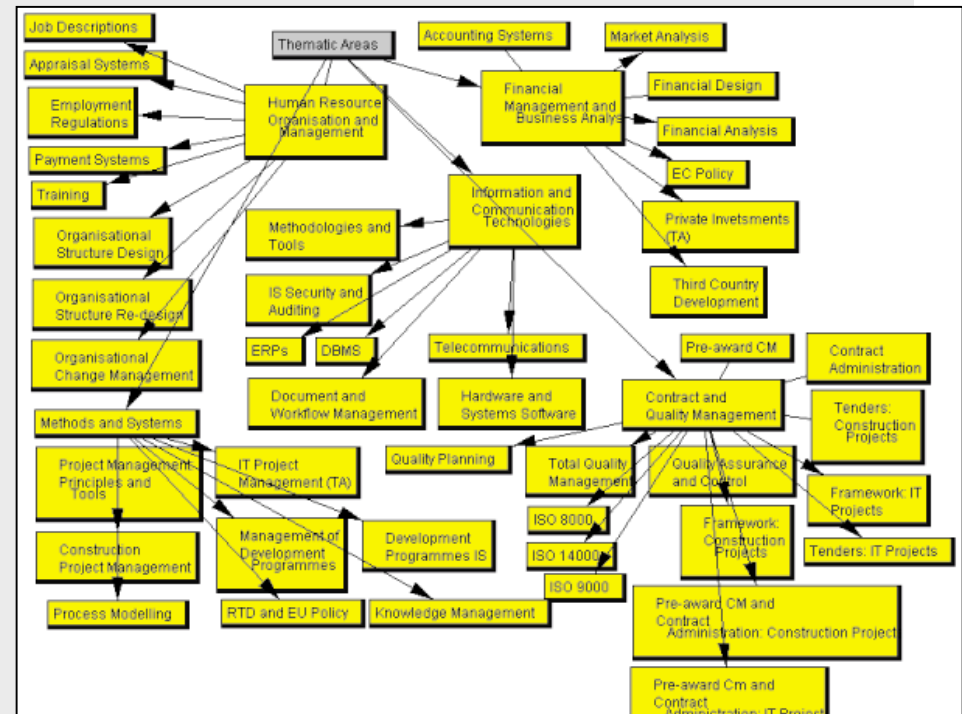 Job Descriptions
Thematic Areas
Accounting Systems
Market Analysis
Appraisal Systems
Financial
Management and
Business Analys
Financial Design
Human Resource
Organisation and
Management
Employment
Regulations
Financial Analysis
Payment Systems
EC Policy
Training
Information and
Communication
Technologies
Private Invetsments
(TA)
Methodologies and
Tools
Organisational
Structure Design
Third Country
Development
IS Security and
Auditing
Organisational
Structure Re-design
ERPs
DBMS
Telecommunications
Pre-award CM
Contract
Administration
Organisational
Change Management
Document and
Workflow Management
Hardware and
Systems Software
Contract and
Quality Management
Tenders:
Construction
Projects
Methods and Systems
Project Management
Principles and
Tools
IT Project
Management (TA)
Quality Planning
Total Quality
Management
Quality Assurance
and Control
Framework: IT
Projects
ISO 8000
Framework:
Construction
Projects
Management of
Development
Programmes
Development
Programmes IS
Construction
Project Management
ISO 14000
Tenders: IT Projects
ISO 9000
Process Modelling
RTD and EU Policy
Knowledge Management
Pre-award CM and
Contract
Administration: Construction Project
Pre-award Cm and
Contract
Administration: IT Project